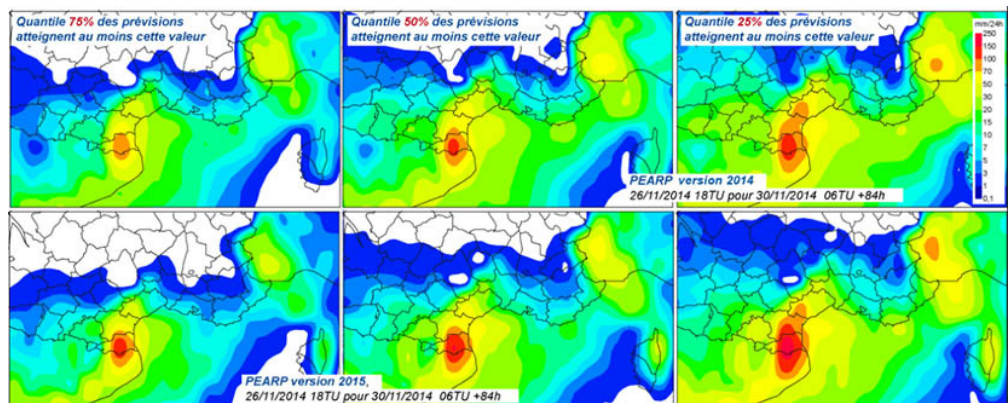 Quantile 75% des prévisions
atteignent au moins cette valeur
Quantile 50% des prévisions
atteignent au moins cette valeur
Quantile 25% des prévisions
atteignent au moins cette valeur
mm/24h
250
150
100
70
50
30
20
15
10
7
5
3
1
0.1
PEARP version 2014
26/11/2014 18TU pour 30/11/2014 06TU +84h
PEARP version 2015,
26/11/2014 18TU pour 30/11/2014 06TU +84h